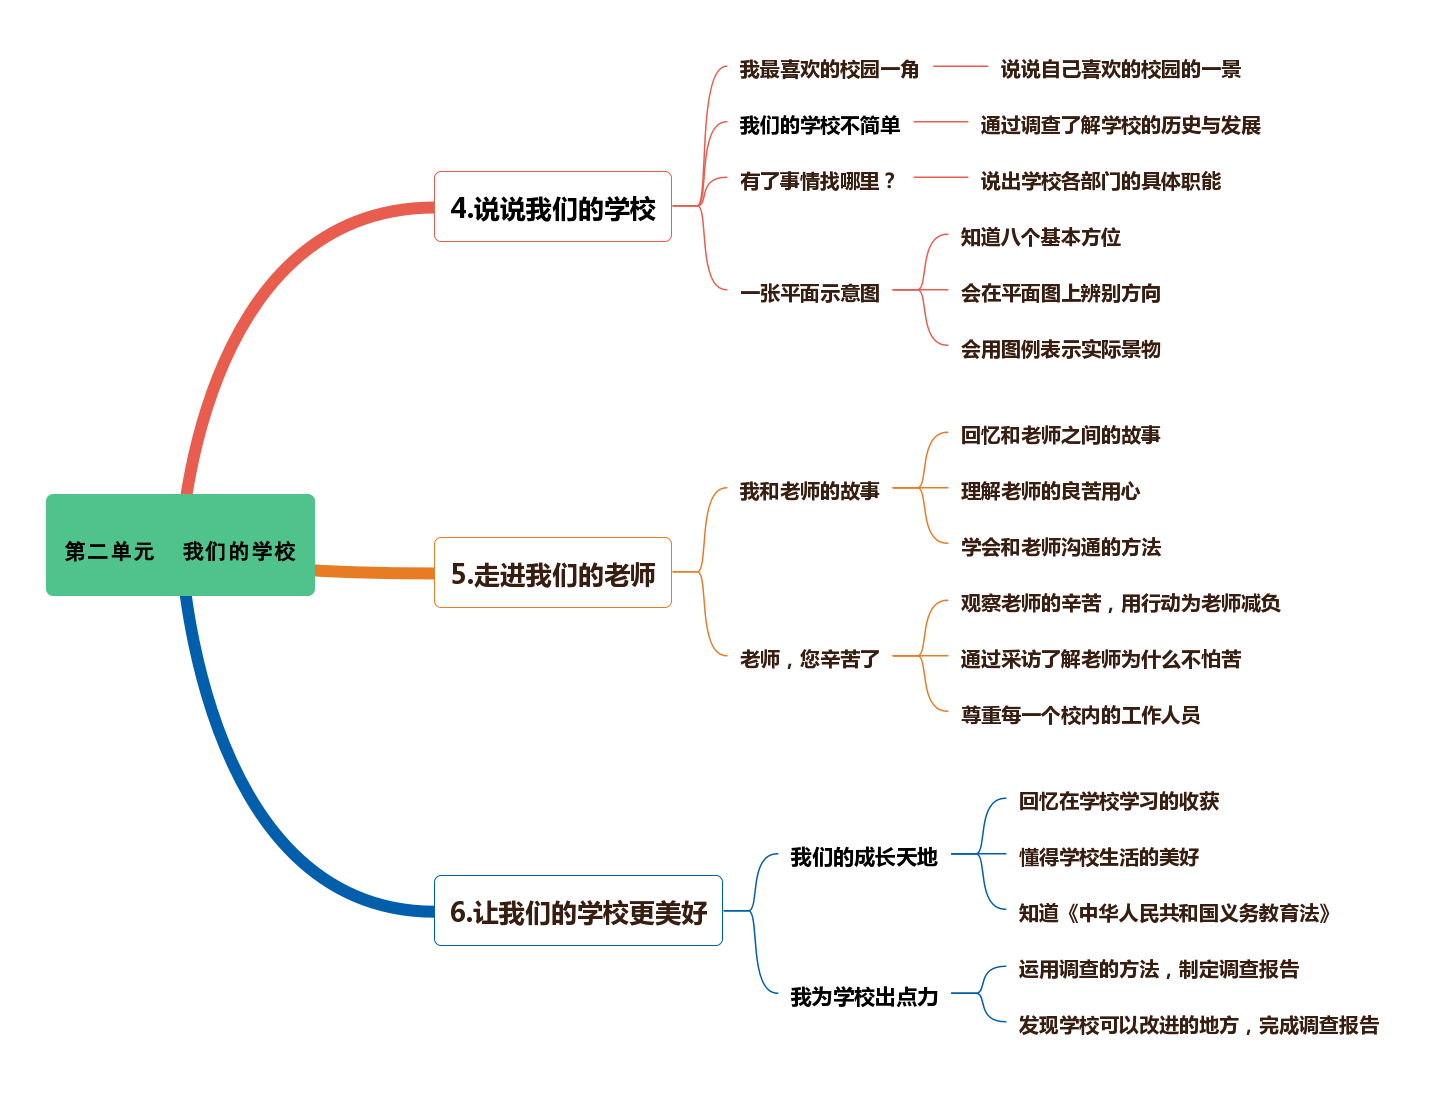 第二单元 我们的学校
4.说说我们的学校
我最喜欢的校园一角
说说自己喜欢的校园的一景
我们的学校不简单
通过调查了解学校的历史与发展
有了事情找哪里？
说出学校各部门的具体职能
一张平面示意图
知道八个基本方位
会在平面图上辨别方向
会用图例表示实际景物
5.走进我们的老师
我和老师的故事
回忆和老师之间的故事
理解老师的良苦用心
学会和老师沟通的方法
老师，您辛苦了
观察老师的辛苦，用行动为老师减负
通过采访了解老师为什么不怕苦
尊重每一个校内的工作人员
6.让我们的学校更美好
我们的成长天地
回忆在学校学习的收获
懂得学校生活的美好
知道《中华人民共和国义务教育法》
我为学校出点力
运用调查的方法，制定调查报告
发现学校可以改进的地方，完成调查报告